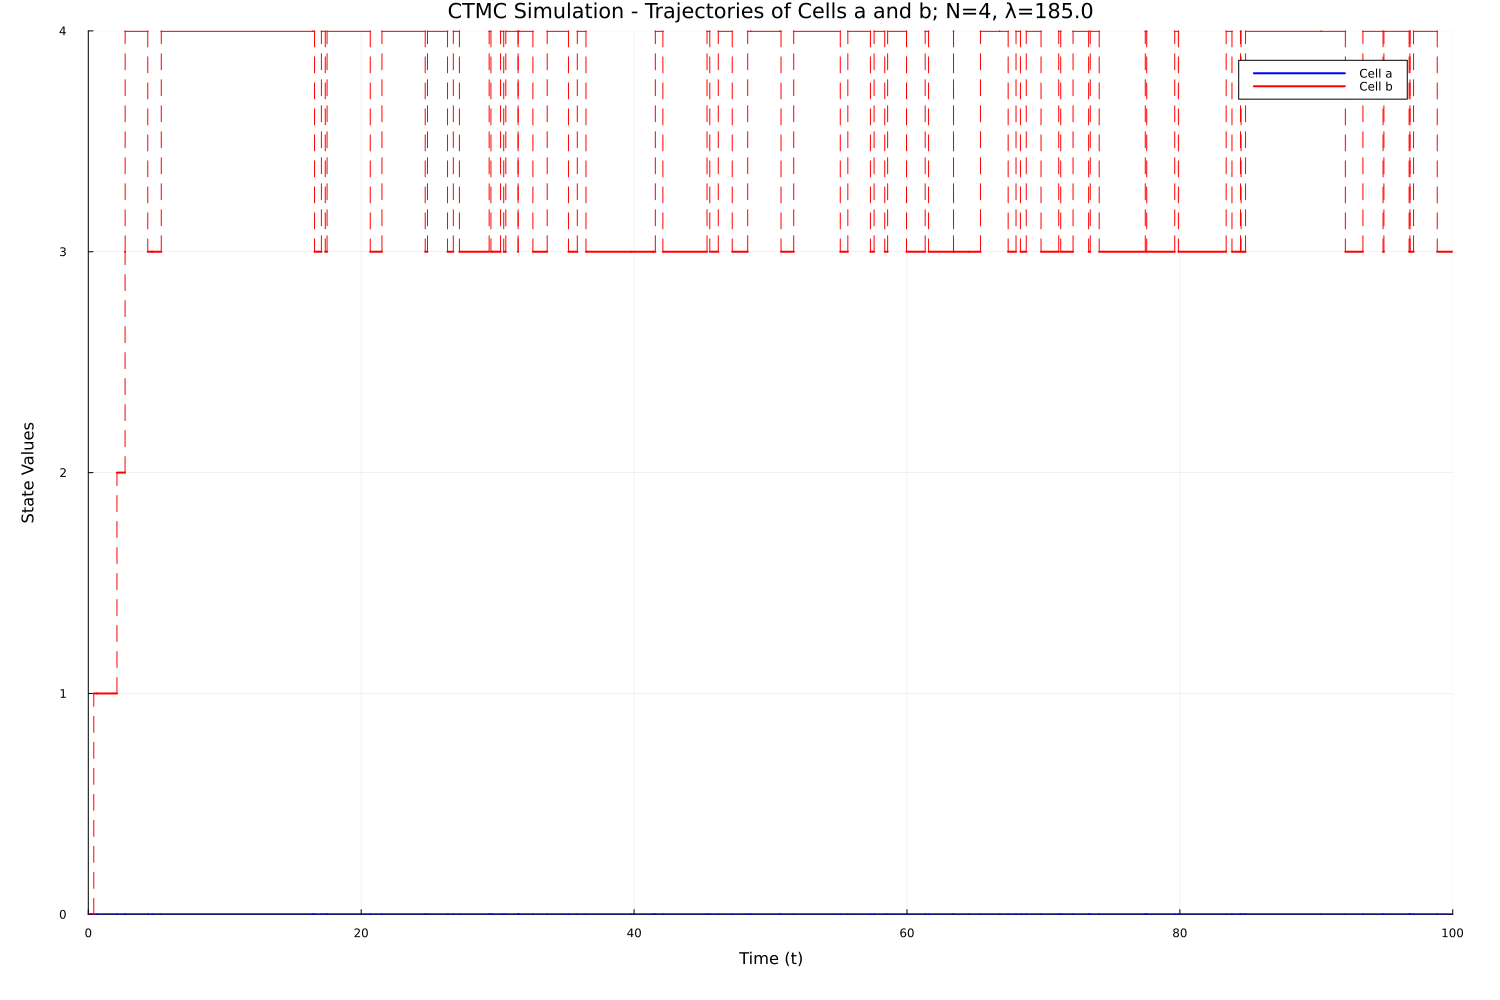 CTMC Simulation - Trajectories of Cells a and b; N=4, λ=185.0
4
Cell a
Cell b
3
State Values
2
1
0
0 20 40 60 80 100
Time (t)